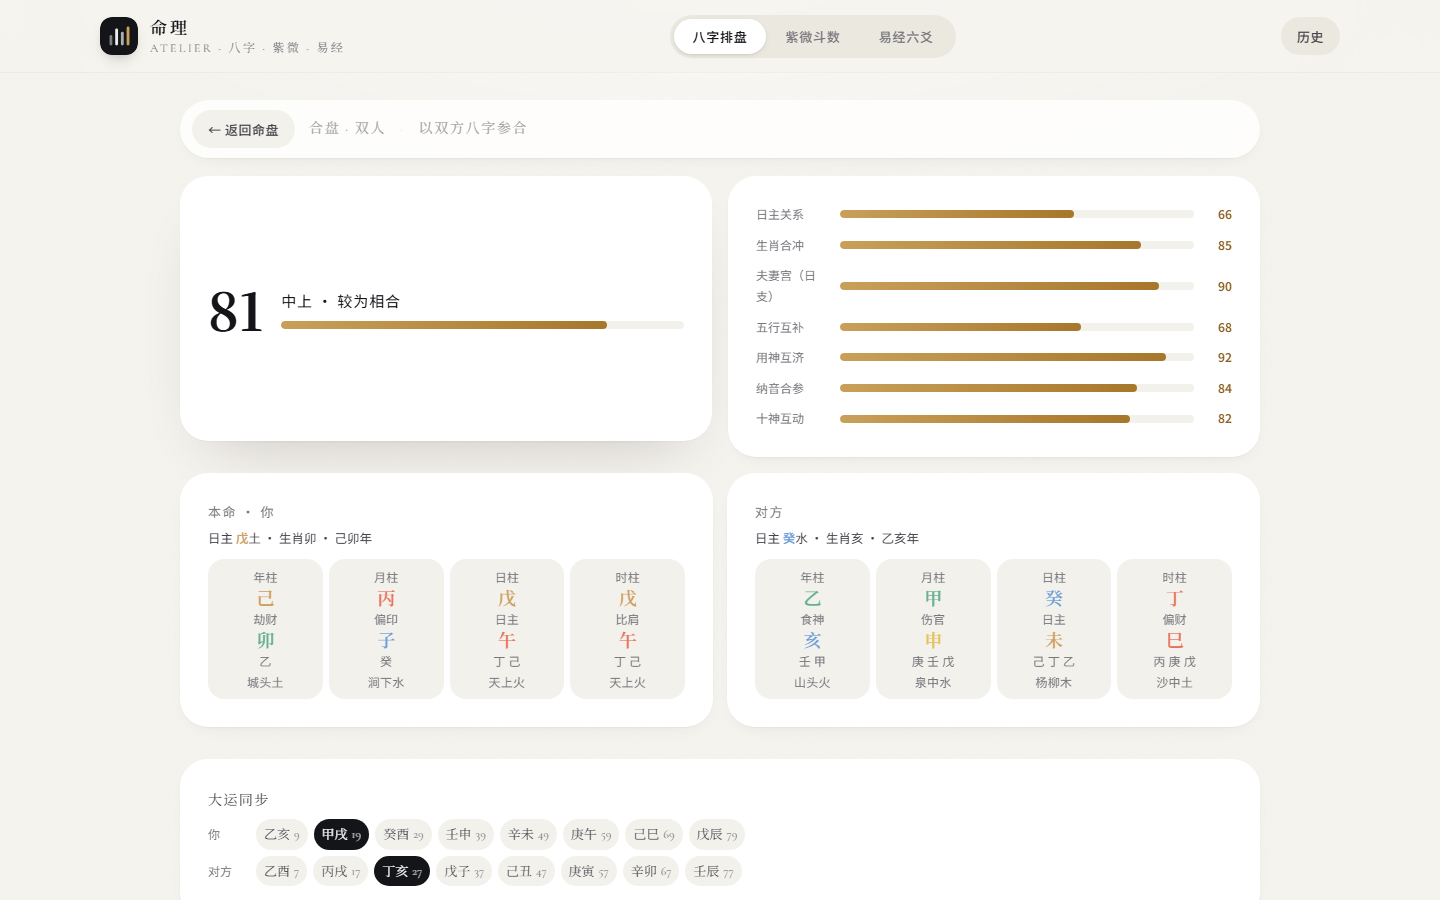 命理
ATELIER · 八字 · 紫微 · 易经
八字排盘
紫微斗数
易经六爻
历史
← 返回命盘
合盘 · 双人 · 以双方八字参合
81
中上 · 较为相合
日主关系 66
生肖合冲 85
夫妻宫（日
支） 90
五行互补 68
用神互济 92
纳音合参 84
十神互动 82
本命 · 你
日主 戊土 · 生肖卯 · 己卯年
年柱 月柱 日柱 时柱
己 丙 戊 戊
劫财 偏印 日主 比肩
卯 子 午 午
乙 癸 丁 己 丁 己
城头土 涧下水 天上火 天上火
对方
日主 癸水 · 生肖亥 · 乙亥年
年柱 月柱 日柱 时柱
乙 甲 癸 丁
食神 伤官 日主 偏财
亥 申 未 巳
壬 甲 庚 壬 戊 己 丁 乙 丙 庚 戊
山头火 泉中水 杨柳木 沙中土
大运同步
你 乙亥 9 甲戌 19 癸酉 29 壬申 39 辛未 49 庚午 59 己巳 69 戊辰 79
对方 乙酉 7 丙戌 17 丁亥 27 戊子 37 己丑 47 庚寅 57 辛卯 67 壬辰 77